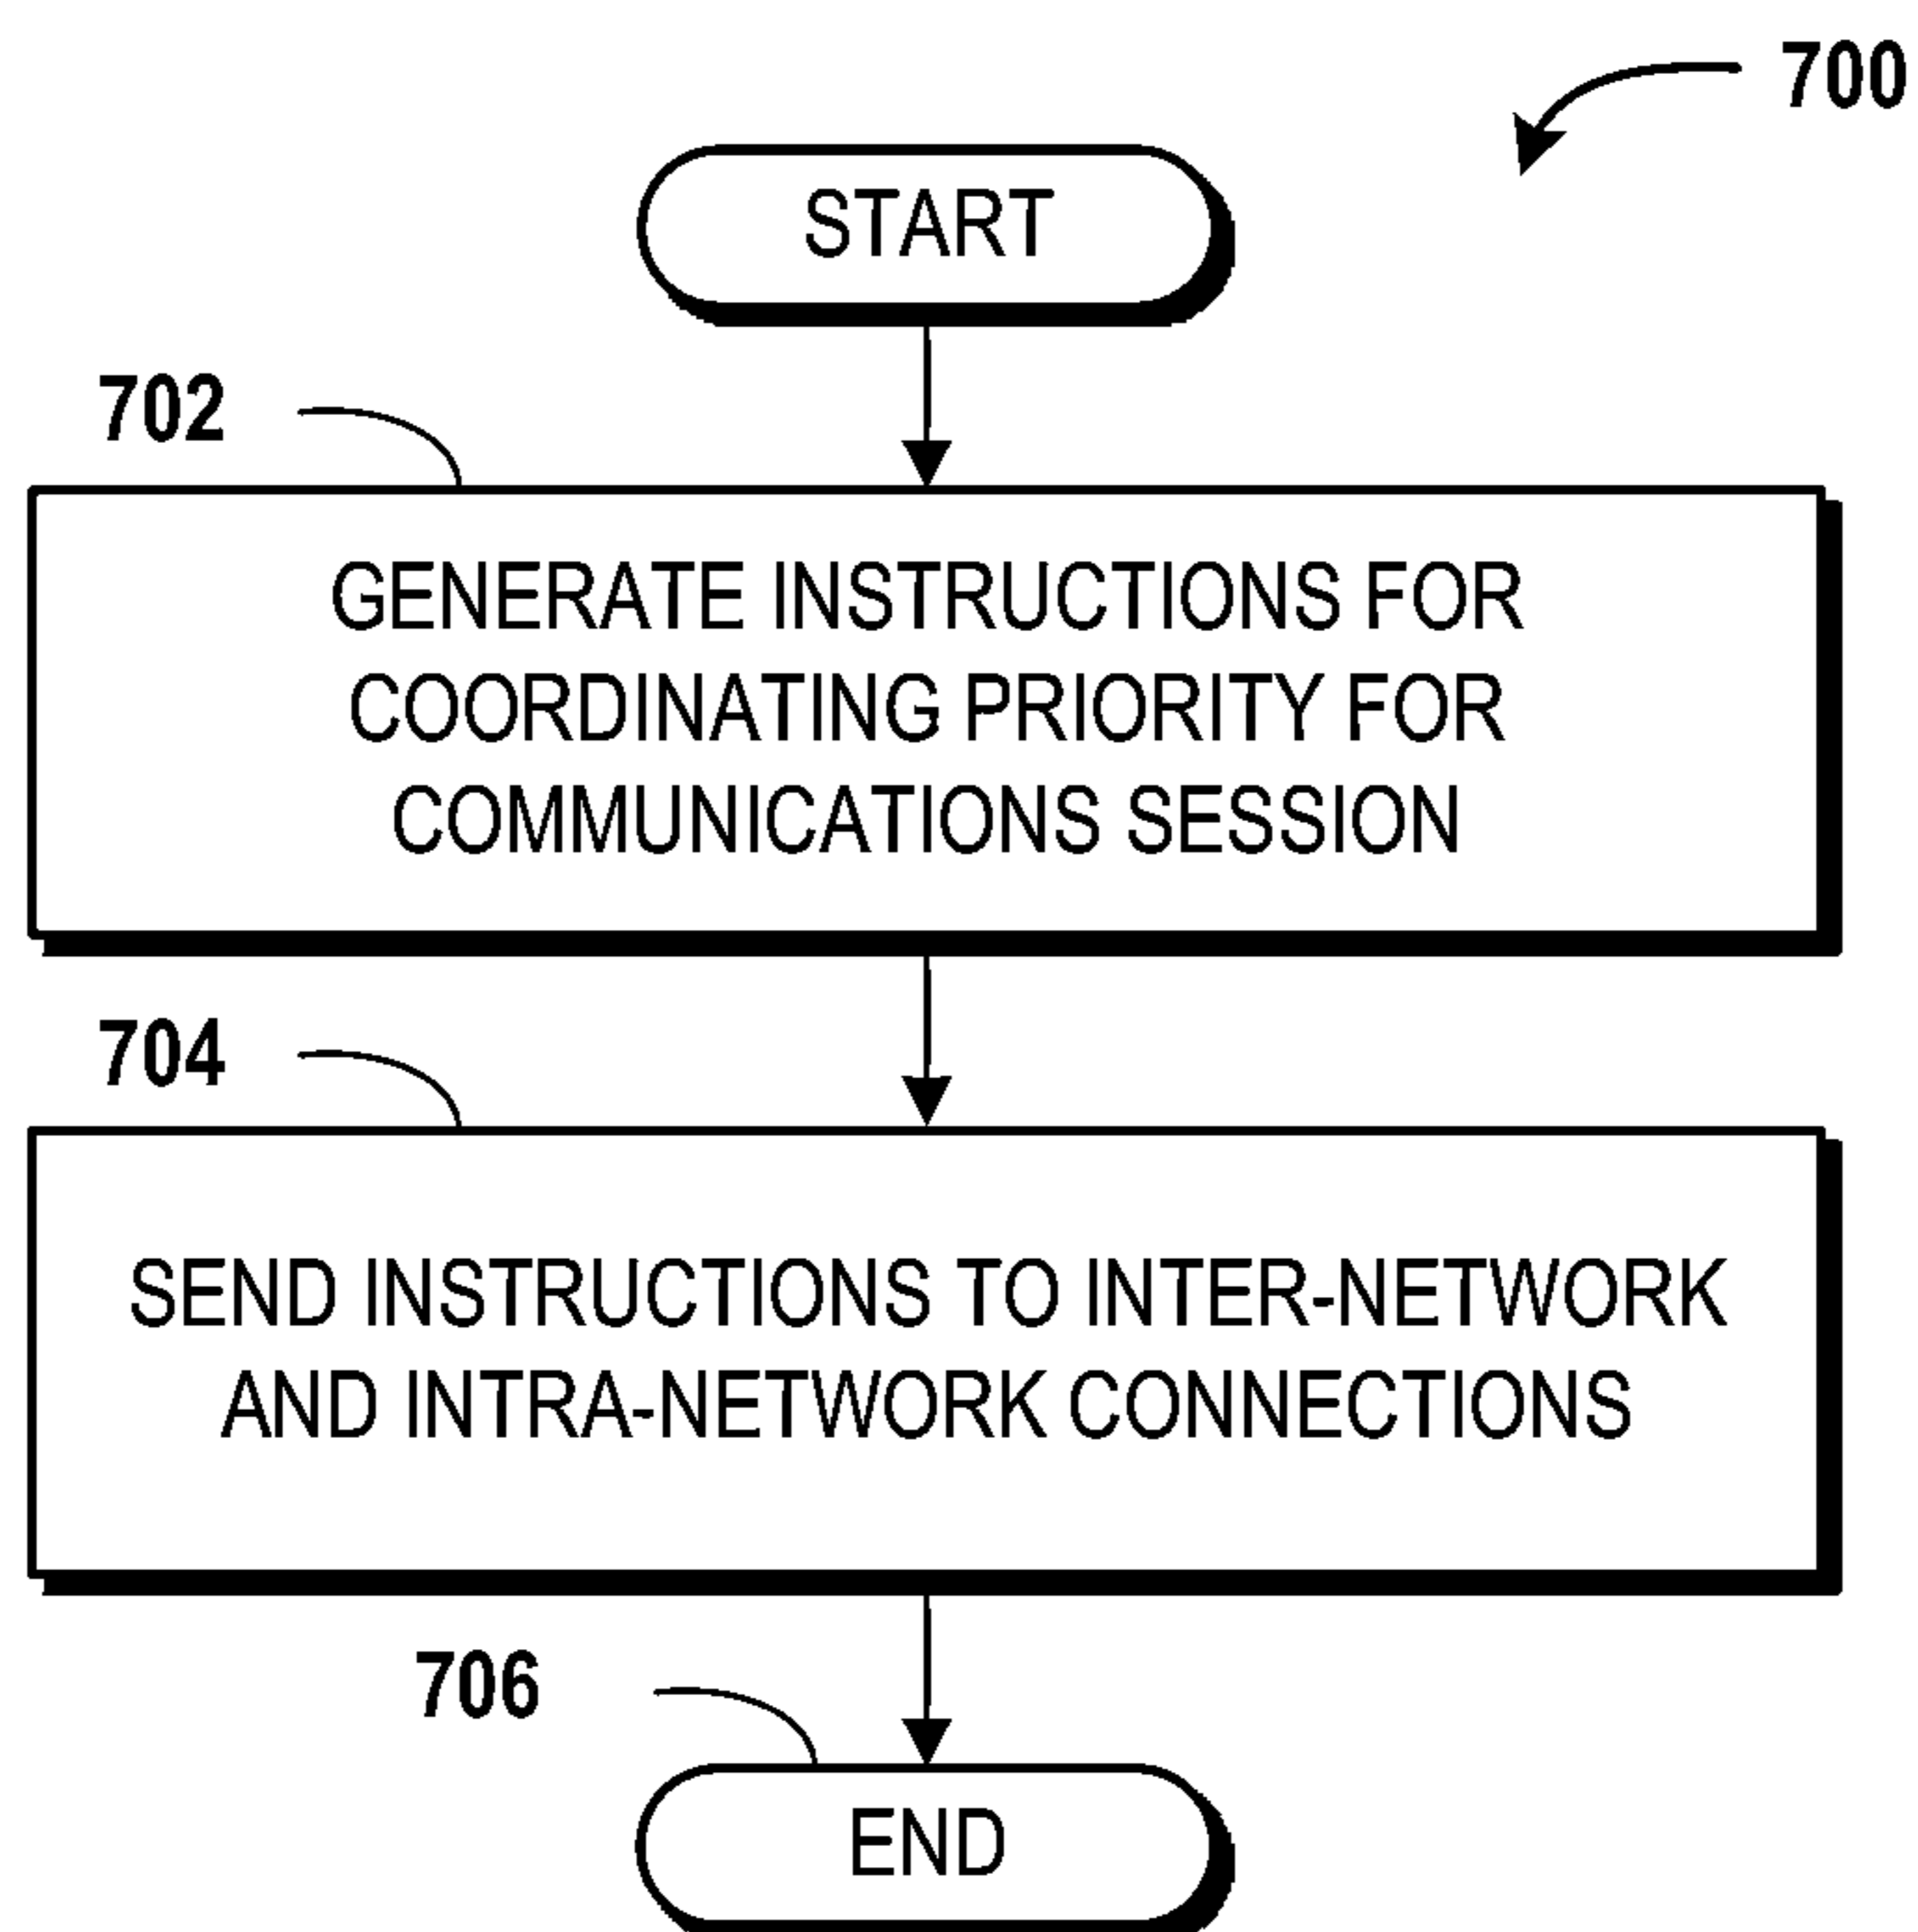 700
START
702
GENERATE INSTRUCTIONS FOR
COORDINATING PRIORITY FOR
COMMUNICATIONS SESSION
704
SEND INSTRUCTIONS TO INTER-NETWORK
AND INTRA-NETWORK CONNECTIONS
706
END